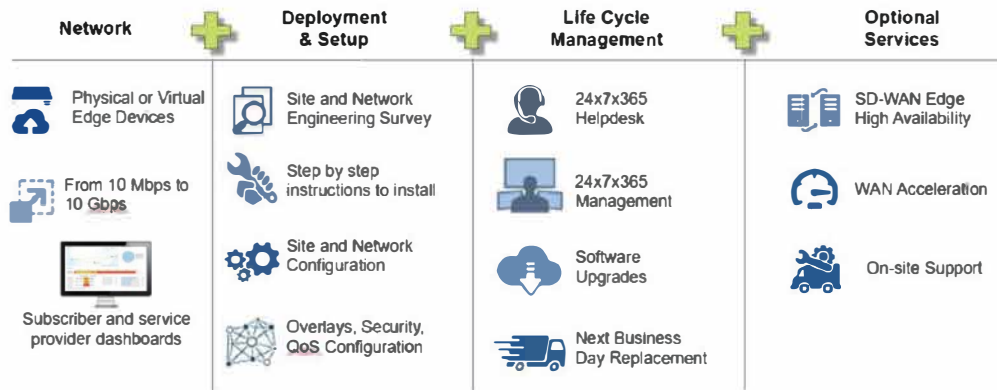 Network
Physical or Virtual
Edge Devices
From 10 Mbps to
10 Gbps
Subscriber and service
provider dashboards
Deployment
& Setup
Site and Network
Engineering Survey
Step by step
instructions to install
Site and Network
Configuration
Overlays, Security,
QoS Configuration
Life Cycle
Management
24x7x365
Helpdesk
24x7x365
Management
Software
Upgrades
Next Business
Day Replacement
Optional
Services
SD-WAN Edge
High Availability
WAN Acceleration
On-site Support